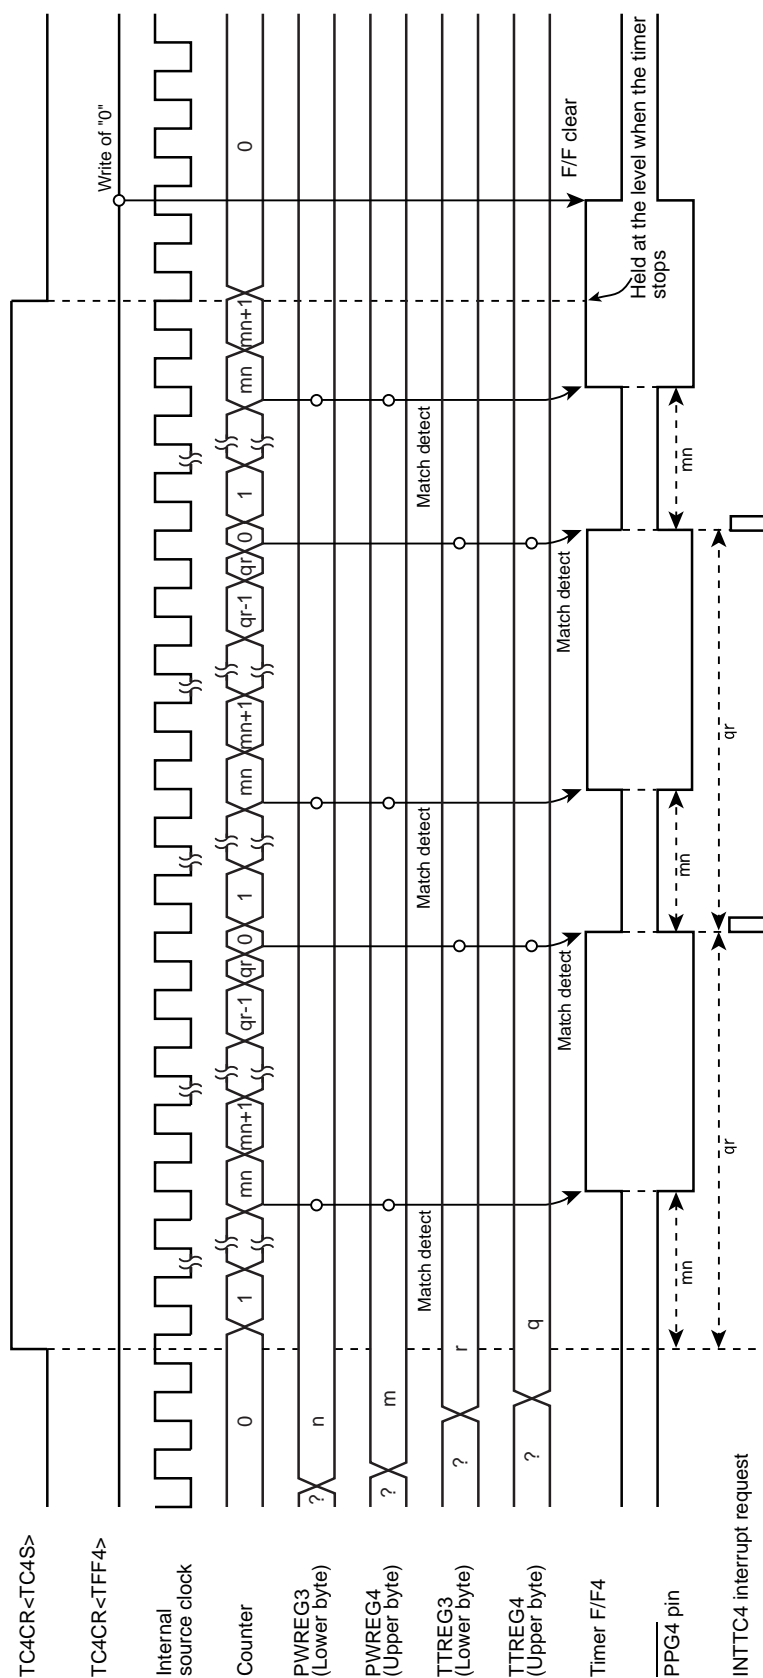 TC4CR<TC4S>
TC4CR<TFF4>
Write of "0"
Internal
source clock
Counter
0
1
mn
mn+1
qr-1
qr
0
1
mn
mn+1
qr-1
qr
0
1
mn
mn+1
0
PWREG3
(Lower byte)
?
n
PWREG4
(Upper byte)
?
m
Match detect
Match detect
Match detect
TTREG3
(Lower byte)
?
r
TTREG4
(Upper byte)
?
q
Match detect
Match detect
F/F clear
Timer F/F4
Held at the level when the timer
stops
PPG4 pin
mn
mn
mn
qr
qr
INTTC4 interrupt request